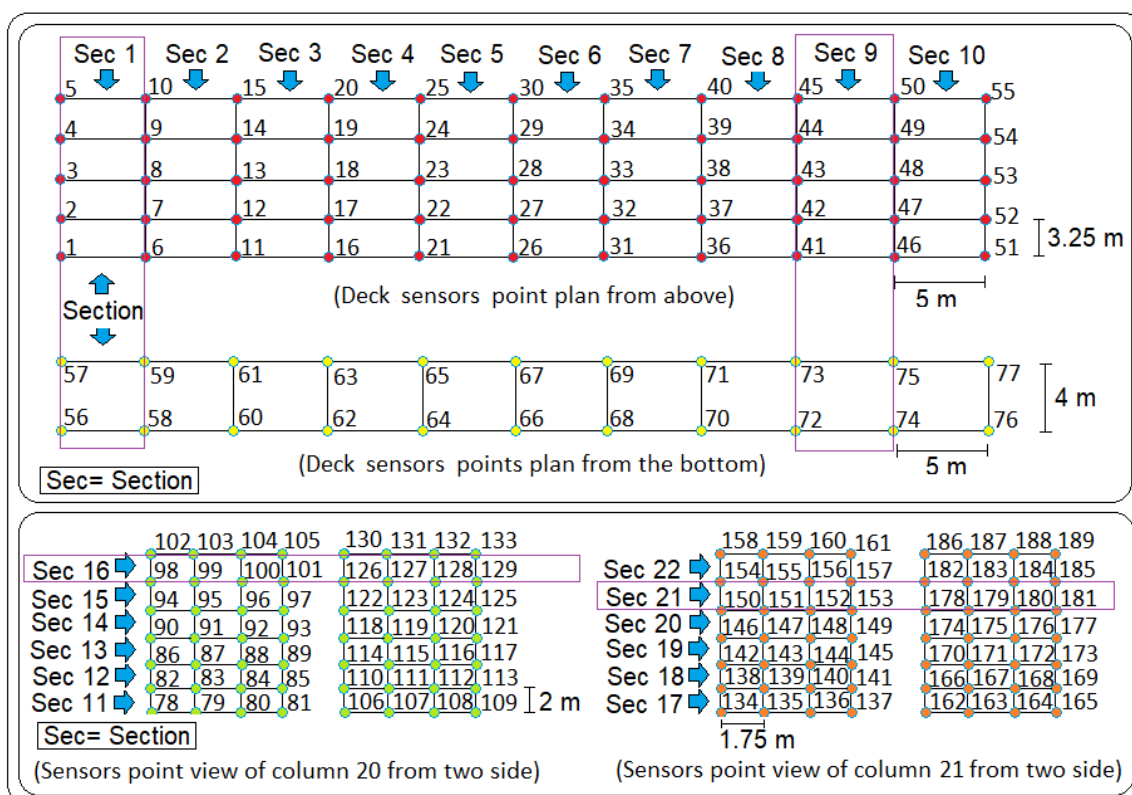 Sec 1 Sec 2 Sec 3 Sec 4 Sec 5 Sec 6 Sec 7 Sec 8 Sec 9 Sec 10
5 10 15 20 25 30 35 40 45 50 55
4 9 14 19 24 29 34 39 44 49 54
3 8 13 18 23 28 33 38 43 48 53
2 7 12 17 22 27 32 37 42 47 52
1 6 11 16 21 26 31 36 41 46 51
3.25 m
(Deck sensors point plan from above)
5 m
Section
57 59 61 63 65 67 69 71 73 75 77
56 58 60 62 64 66 68 70 72 74 76
4 m
(Deck sensors points plan from the bottom)
5 m
Sec= Section
102 103 104 105 130 131 132 133
Sec 16 98 99 100 101 126 127 128 129
Sec 15 94 95 96 97 122 123 124 125
Sec 14 90 91 92 93 118 119 120 121
Sec 13 86 87 88 89 114 115 116 117
Sec 12 82 83 84 85 110 111 112 113
Sec 11 78 79 80 81 106 107 108 109
2 m
Sec= Section
(Sensors point view of column 20 from two side)
158 159 160 161 186 187 188 189
Sec 22 154 155 156 157 182 183 184 185
Sec 21 150 151 152 153 178 179 180 181
Sec 20 146 147 148 149 174 175 176 177
Sec 19 142 143 144 145 170 171 172 173
Sec 18 138 139 140 141 166 167 168 169
Sec 17 134 135 136 137 162 163 164 165
1.75 m
(Sensors point view of column 21 from two side)